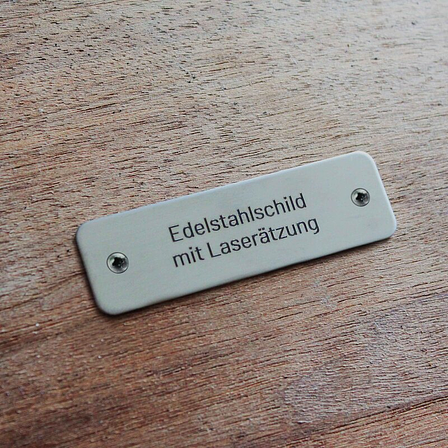 Edelstahlschild
mit Laserätzung